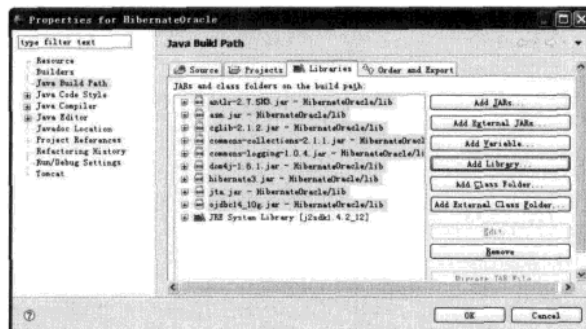 Properties for HibernateOracle
type filter text
Resource
Builders
Java Build Path
Java Code Style
Java Compiler
Java Editor
Javadoc Location
Project References
Refactoring History
Run/Debug Settings
Tomcat
Java Build Path
Source Projects Libraries Order and Export
JARs and class folders on the build path:
antlr-2.7.5H3.jar - HibernateOracle/lib
asm.jar - HibernateOracle/lib
cglib-2.1.2.jar - HibernateOracle/lib
commons-collections-2.1.1.jar - HibernateOracl
commons-logging-1.0.4.jar - HibernateOracle/li
dom4j-1.6.1.jar - HibernateOracle/lib
hibernate3.jar - HibernateOracle/lib
jta.jar - HibernateOracle/lib
ojdbc14_10g.jar - HibernateOracle/lib
JRE System Library [j2sdk1.4.2_12]
Add JARs...
Add External JARs
Add Variable...
Add Library...
Add Class Folder...
Add External Class Folder...
Edit...
Remove
Migrate JAR File
OK Cancel